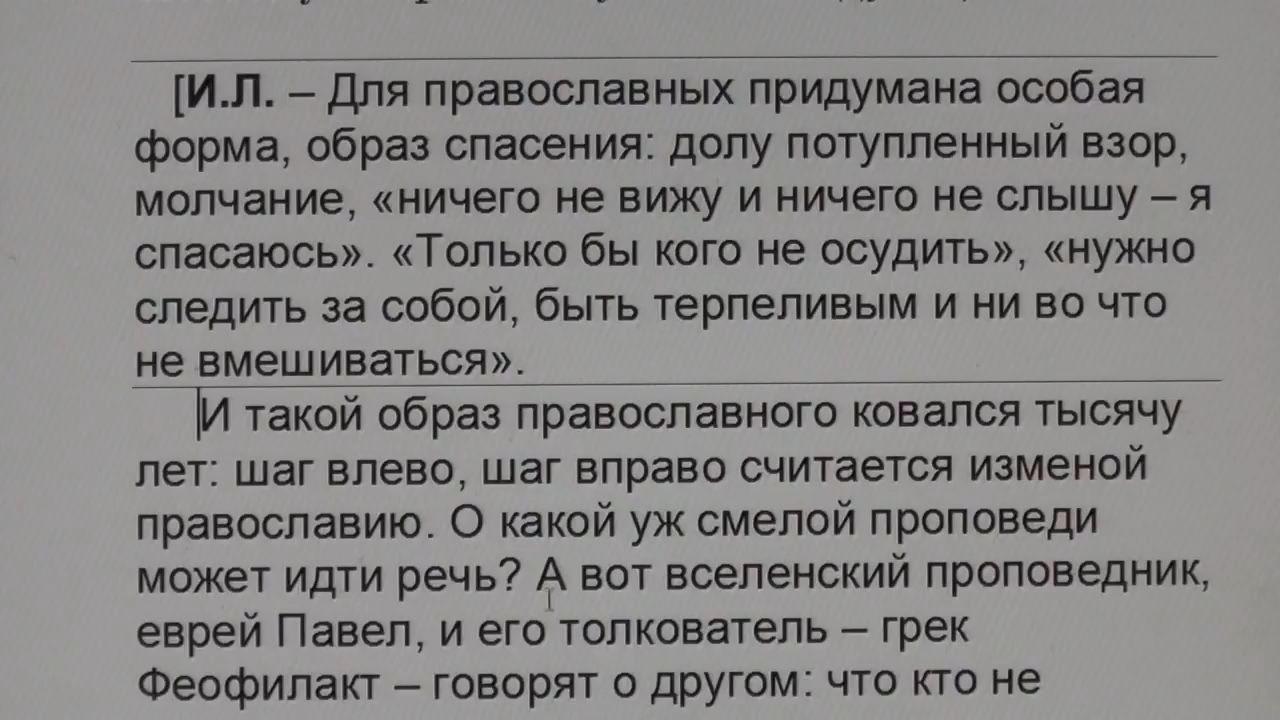 [И.Л. – Для православных придумана особая
форма, образ спасения: долу потупленный взор,
молчание, «ничего не вижу и ничего не слышу – я
спасаюсь». «Только бы кого не осудить», «нужно
следить за собой, быть терпеливым и ни во что
не вмешиваться».
И такой образ православного ковался тысячу
лет: шаг влево, шаг вправо считается изменой
православию. О какой уж смелой проповеди
может идти речь? А вот вселенский проповедник,
еврей Павел, и его толкователь – грек
Феофилакт – говорят о другом: что кто не